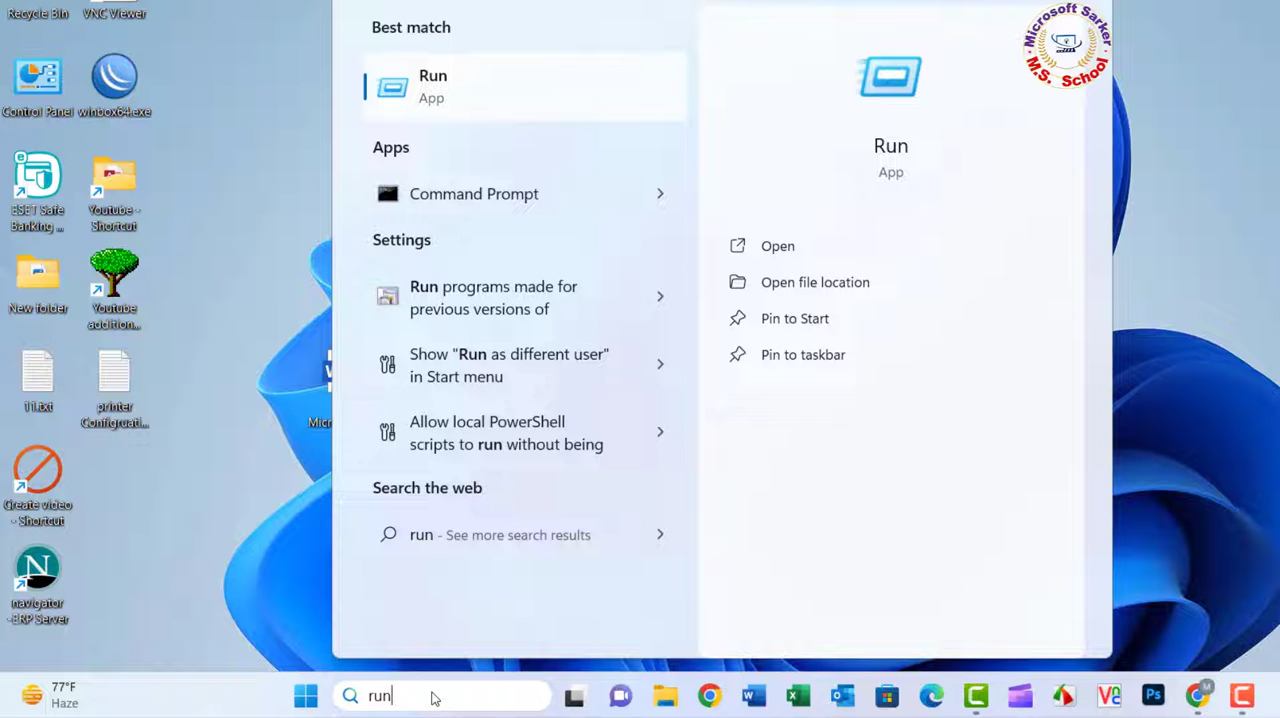 Recycle Bin
VNC Viewer
Control Panel
winbox64.exe
ESET Safe
Banking ...
Youtube -
Shortcut
New folder
Youtube
addition...
11.txt
printer
Configruati...
Create video
- Shortcut
navigator
-ERP Server
Micr
Best match
Run
App
Apps
Command Prompt
Settings
Run programs made for
previous versions of
Show "Run as different user"
in Start menu
Allow local PowerShell
scripts to run without being
Search the web
run - See more search results
Run
App
Open
Open file location
Pin to Start
Pin to taskbar
Microsoft Sarker
M.S. School
77°F
Haze
run